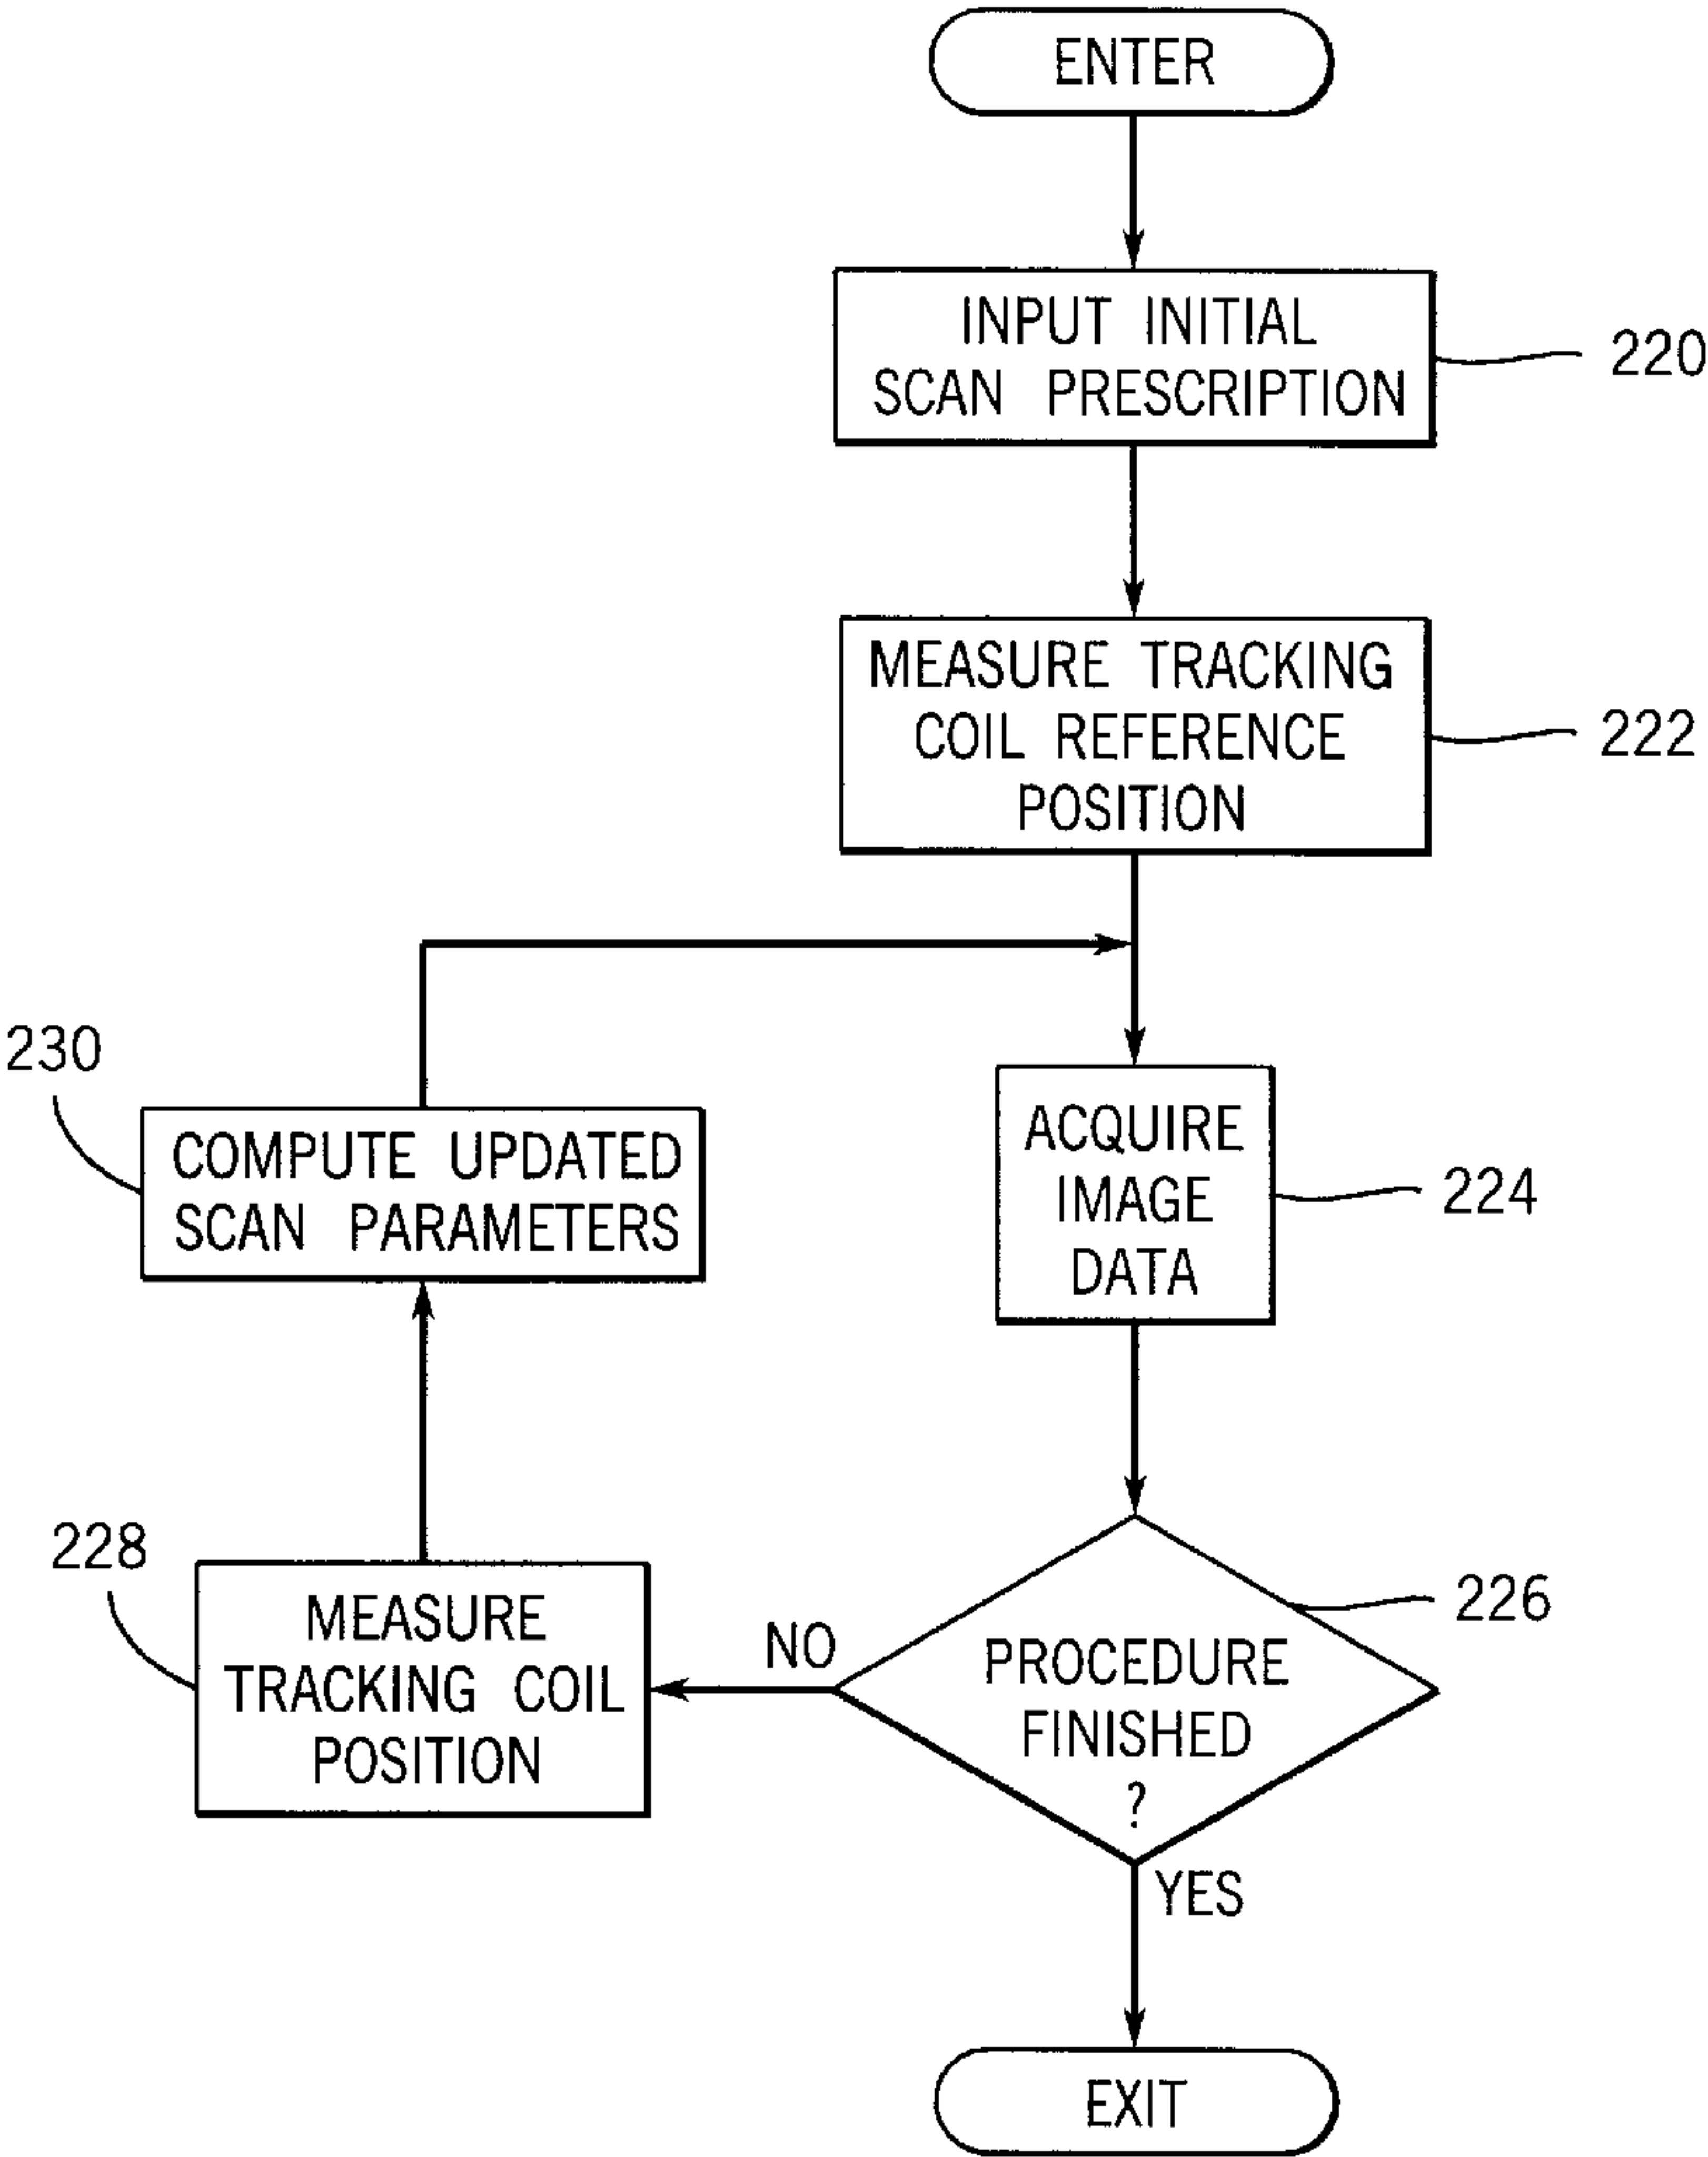 ENTER
INPUT INITIAL
SCAN PRESCRIPTION
220
MEASURE TRACKING
COIL REFERENCE
POSITION
222
230
COMPUTE UPDATED
SCAN PARAMETERS
ACQUIRE
IMAGE
DATA
224
228
MEASURE
TRACKING COIL
POSITION
NO
PROCEDURE
FINISHED
?
226
YES
EXIT